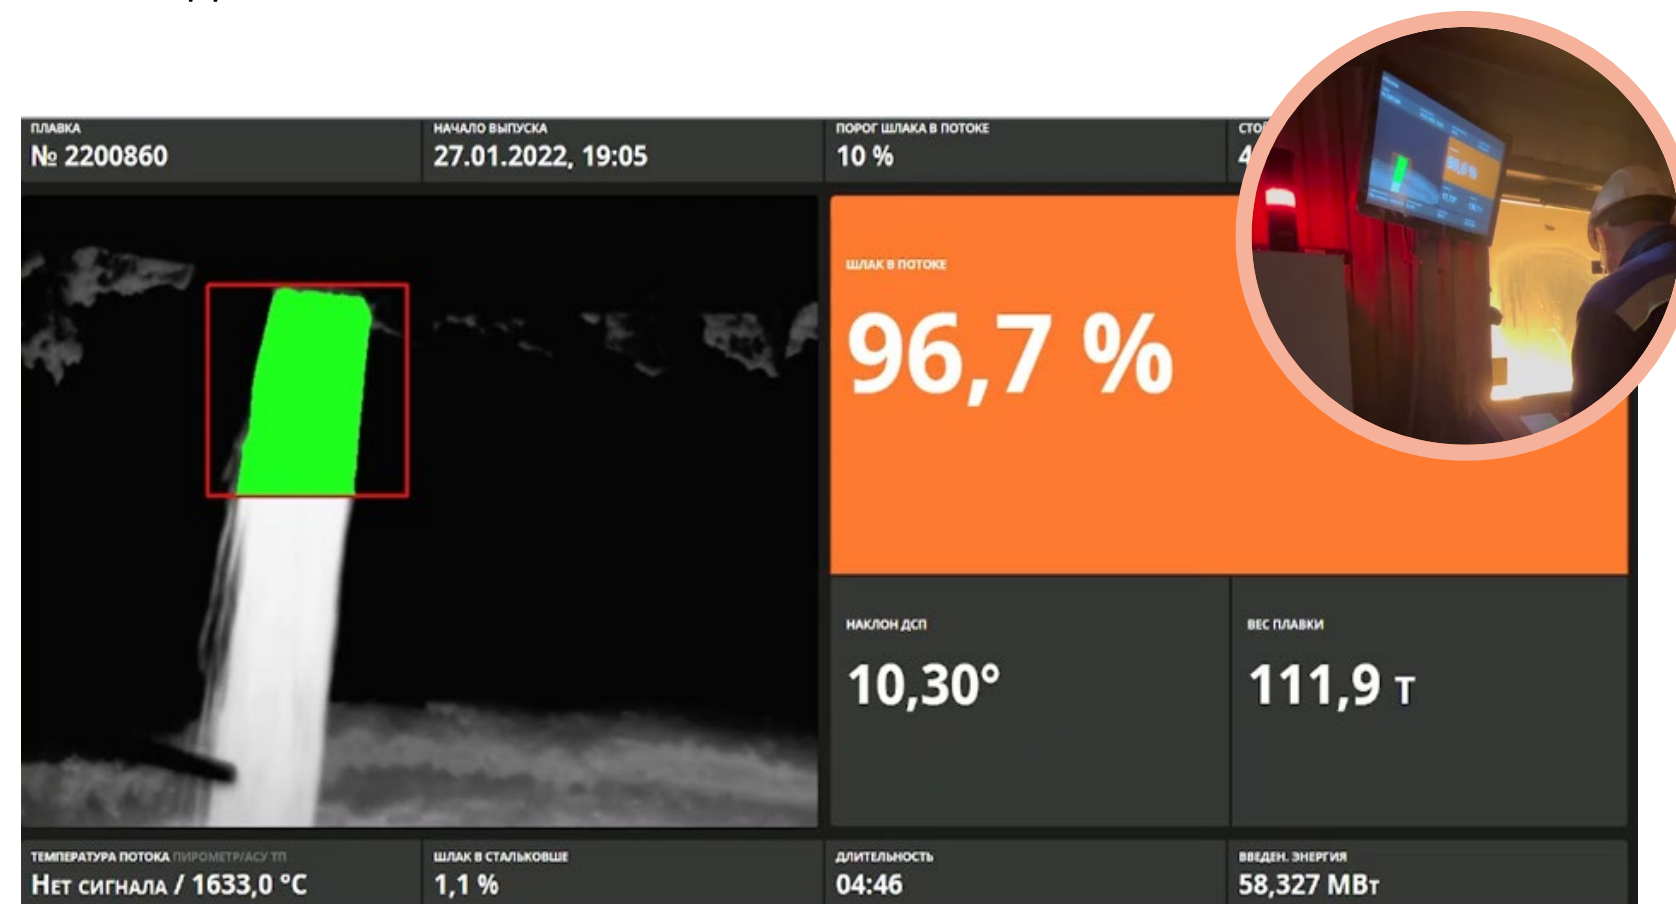 ПЛАВКА
№ 2200860
НАЧАЛО ВЫПУСКА
27.01.2022, 19:05
ПОРОГ ШЛАКА В ПОТОКЕ
10 %
ШЛАК В ПОТОКЕ
96,7 %
НАКЛОН ДСП
10,30°
ВЕС ПЛАВКИ
111,9 т
ТЕМПЕРАТУРА ПОТОКА ПИРОМЕТР/АСУ ТП
Нет сигнала / 1633,0 °C
ШЛАК В СТАЛЬКОВШЕ
1,1 %
ДЛИТЕЛЬНОСТЬ
04:46
ВВЕДЕН. ЭНЕРГИЯ
58,327 МВт